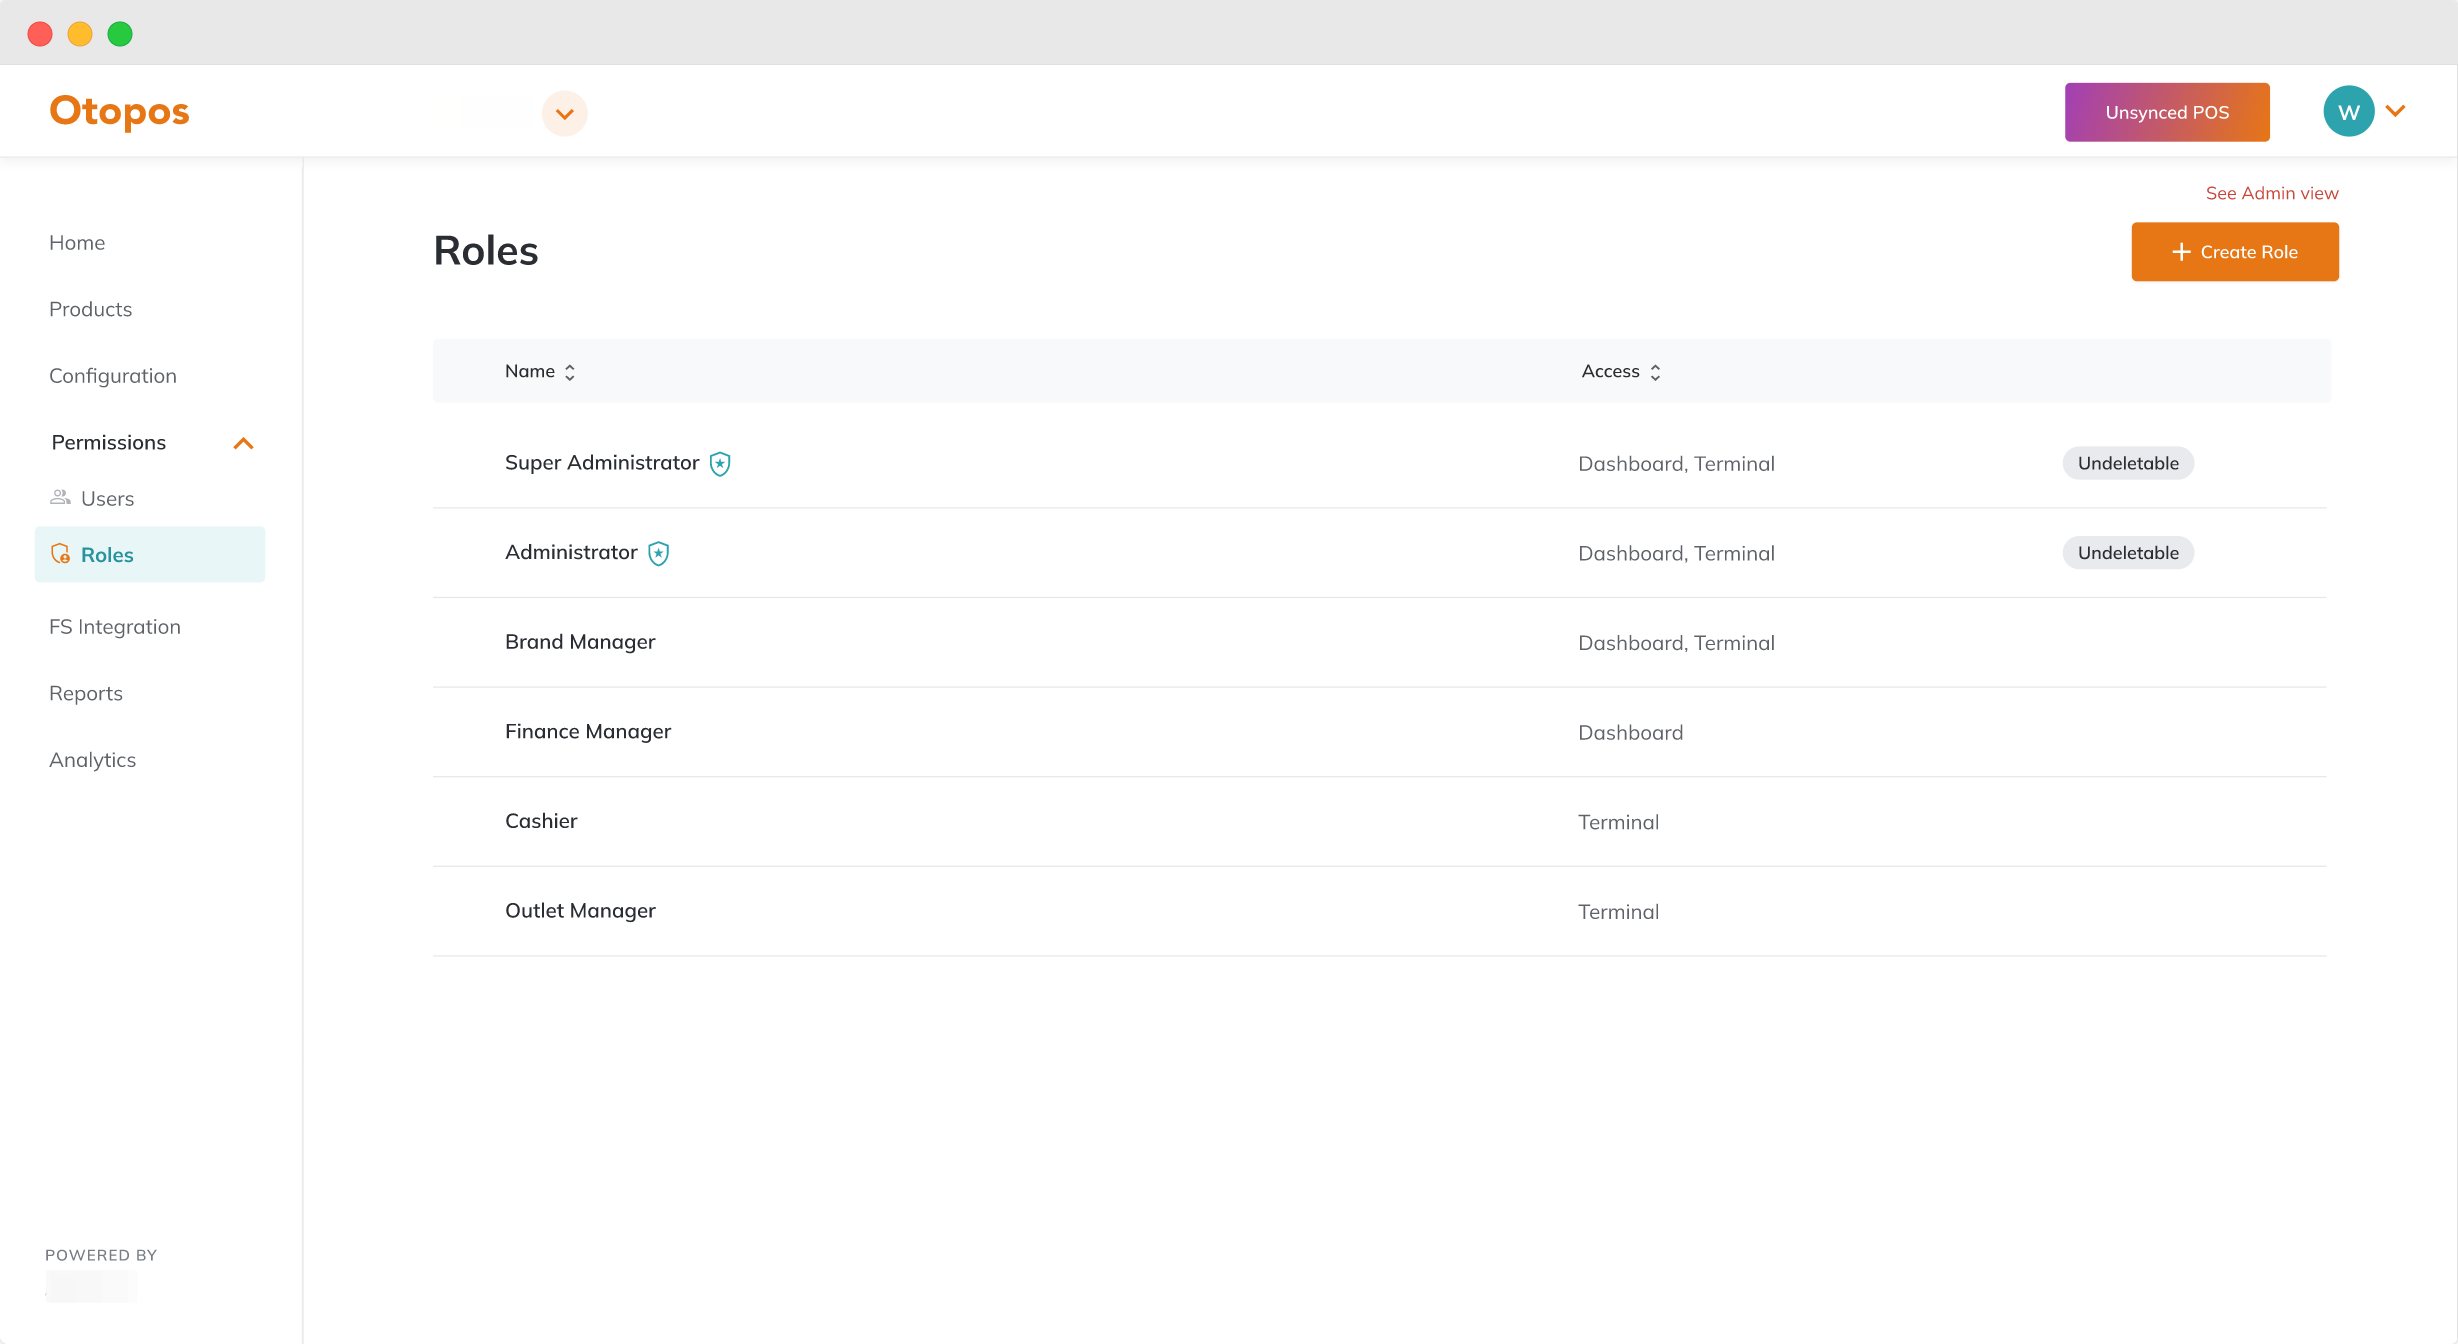 Otopos
Unsynced POS
W
See Admin view
Home
Products
Configuration
Permissions
Users
Roles
FS Integration
Reports
Analytics
POWERED BY
Roles
Create Role
Name Access
Super Administrator Dashboard, Terminal Undeletable
Administrator Dashboard, Terminal Undeletable
Brand Manager Dashboard, Terminal
Finance Manager Dashboard
Cashier Terminal
Outlet Manager Terminal